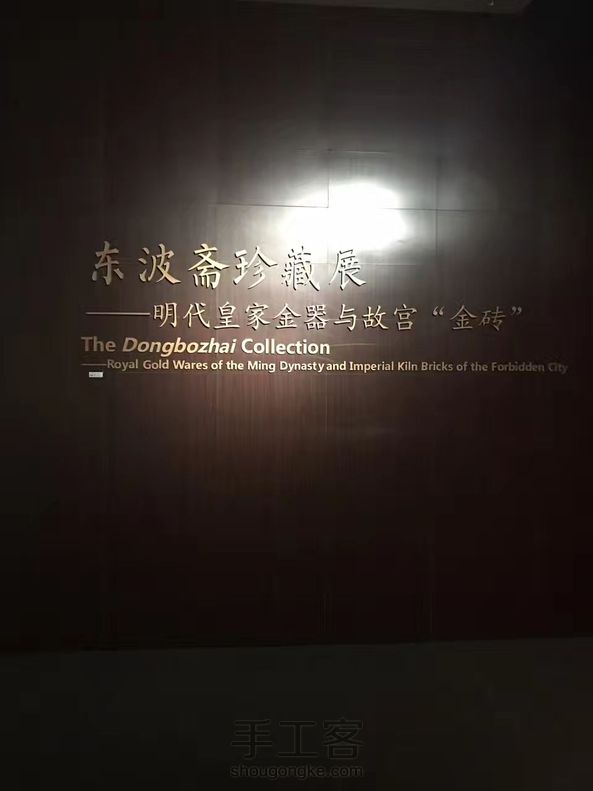 东波斋珍藏展
——明代皇家金器与故宫“金砖”
The Dongbozhai Collection
——Royal Gold Wares of the Ming Dynasty and Imperial Kiln Bricks of the Forbidden City
手工客
shougongke.com